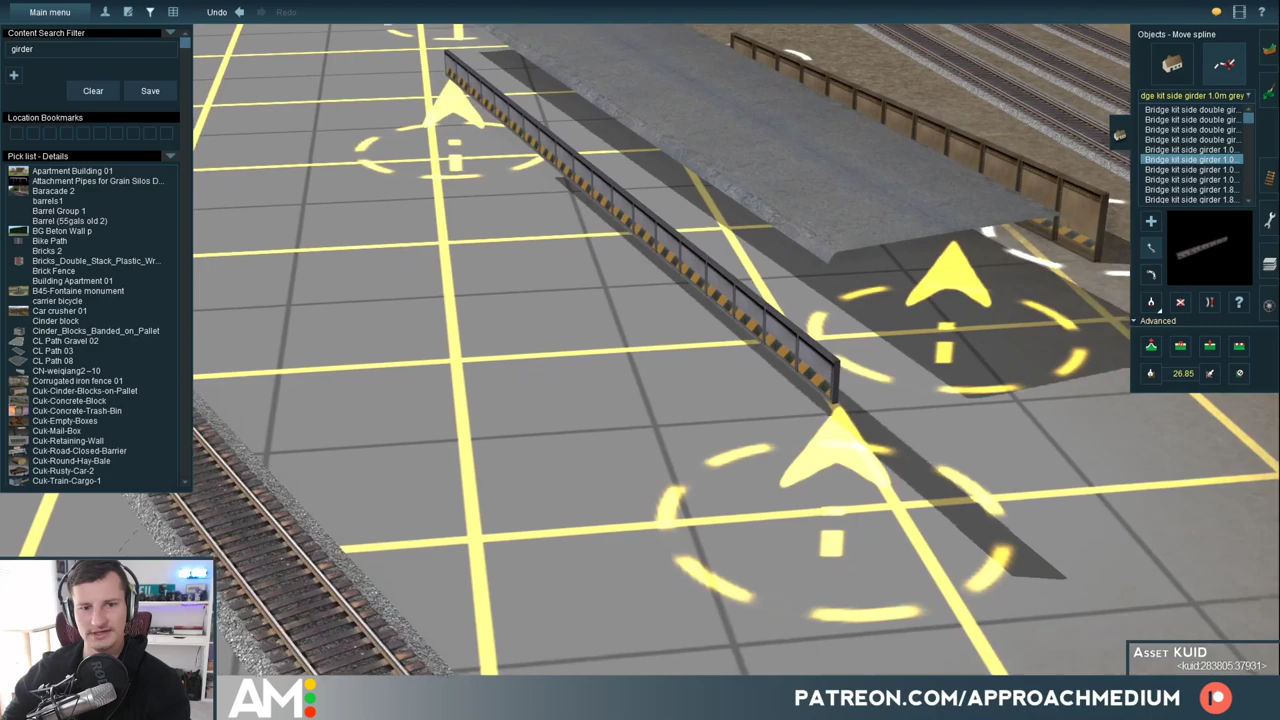 Main menu
Undo
Redo
?
Content Search Filter
girder
Clear
Save
Location Bookmarks
Pick list - Details
Apartment Building 01
Attachment Pipes for Grain Silos D...
Baracade 2
barrels1
Barrel Group 1
Barrel (55gals old 2)
BG Beton Wall p
Bike Path
Bricks 2
Bricks_Double_Stack_Plastic_Wr...
Brick Fence
Building Apartment 01
B45-Fontaine monument
carrier bicycle
Car crusher 01
Cinder block
Cinder_Blocks_Banded_on_Pallet
CL Path Gravel 02
CL Path 03
CL Path 08
CN-weiqiang2-10
Corrugated iron fence 01
Cuk-Cinder-Blocks-on-Pallet
Cuk-Concrete-Block
Cuk-Concrete-Trash-Bin
Cuk-Empty-Boxes
Cuk-Mail-Box
Cuk-Retaining-Wall
Cuk-Road-Closed-Barrier
Cuk-Round-Hay-Bale
Cuk-Rusty-Car-2
Cuk-Train-Cargo-1
Objects - Move spline
dge kit side girder 1.0m grey
Bridge kit side double gir...
Bridge kit side double gir...
Bridge kit side double gir...
Bridge kit side double gir...
Bridge kit side girder 1.0...
Bridge kit side girder 1.0...
Bridge kit side girder 1.0...
Bridge kit side girder 1.0...
Bridge kit side girder 1.8...
Bridge kit side girder 1.8...
?
Advanced
26.85
ASSET KUID
<kuid:283805:37931>
AM
PATREON.COM/APPROACHMEDIUM